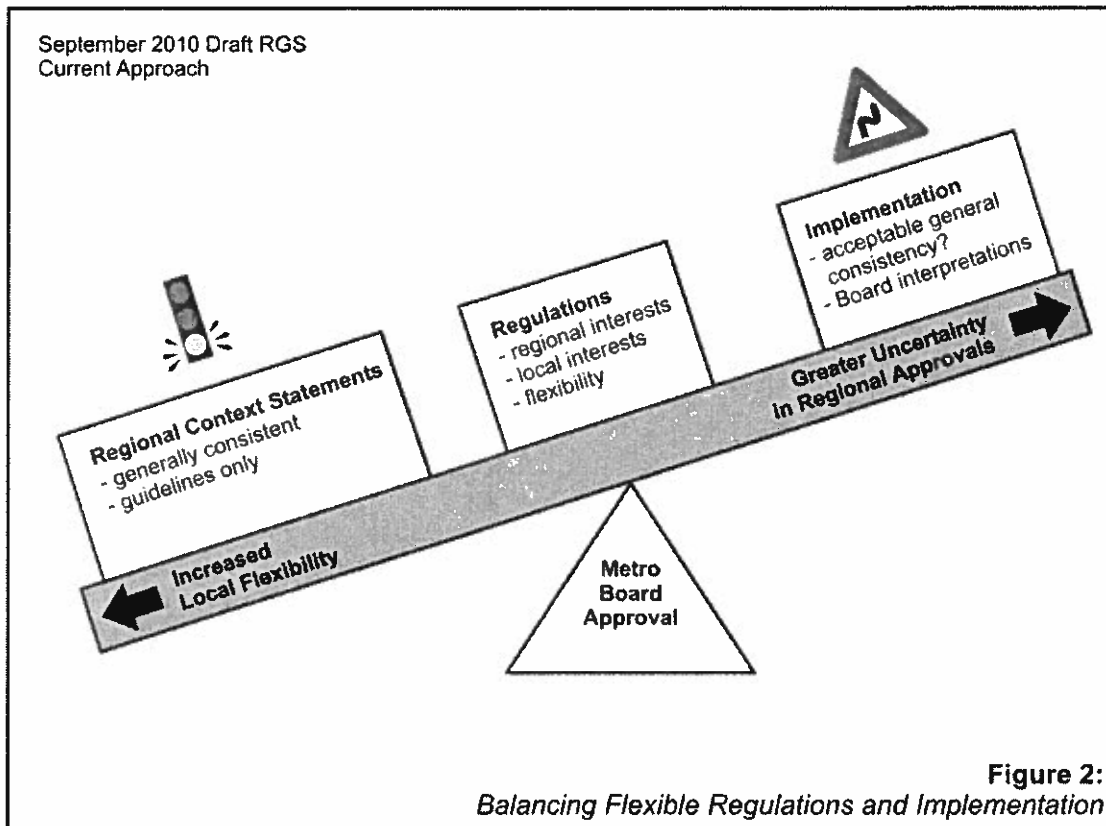 September 2010 Draft RGS
Current Approach
Regional Context Statements
- generally consistent
- guidelines only
Regulations
- regional interests
- local interests
- flexibility
Implementation
- acceptable general
consistency?
- Board interpretations
Increased
Local Flexibility
Greater Uncertainty
in Regional Approvals
Metro
Board
Approval
Figure 2:
Balancing Flexible Regulations and Implementation